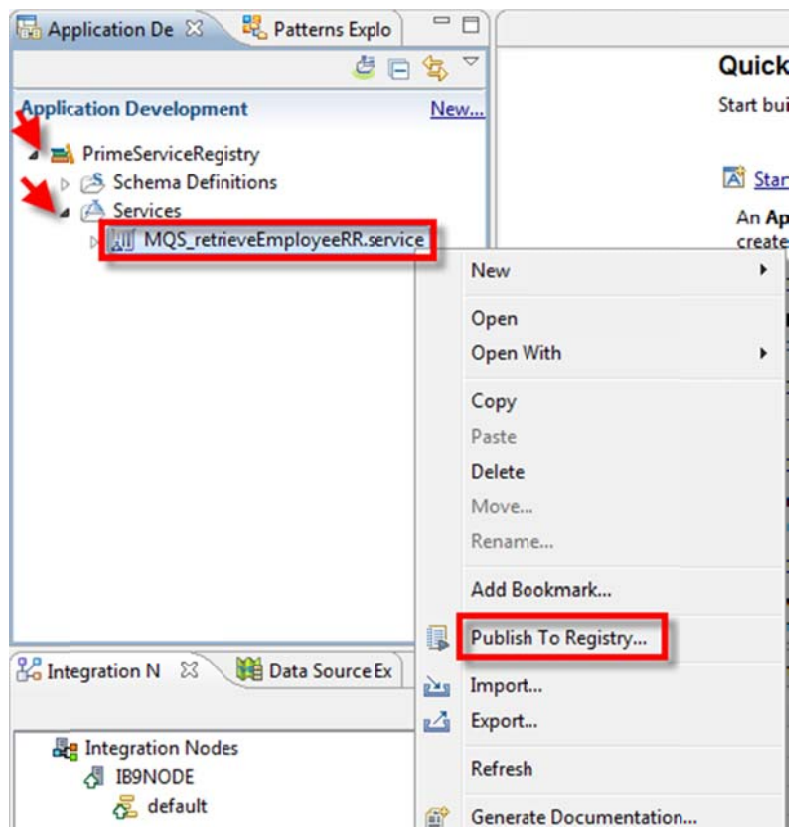 Application De
Patterns Explo
Application Development
New...
PrimeServiceRegistry
Schema Definitions
Services
MQS_retrieveEmployeeRR.service
Quick
Start bui
Star
An Ap
create
New
Open
Open With
Copy
Paste
Delete
Move...
Rename...
Add Bookmark...
Publish To Registry...
Import...
Export...
Refresh
Generate Documentation...
Integration N
Data Source Ex
Integration Nodes
IB9NODE
default